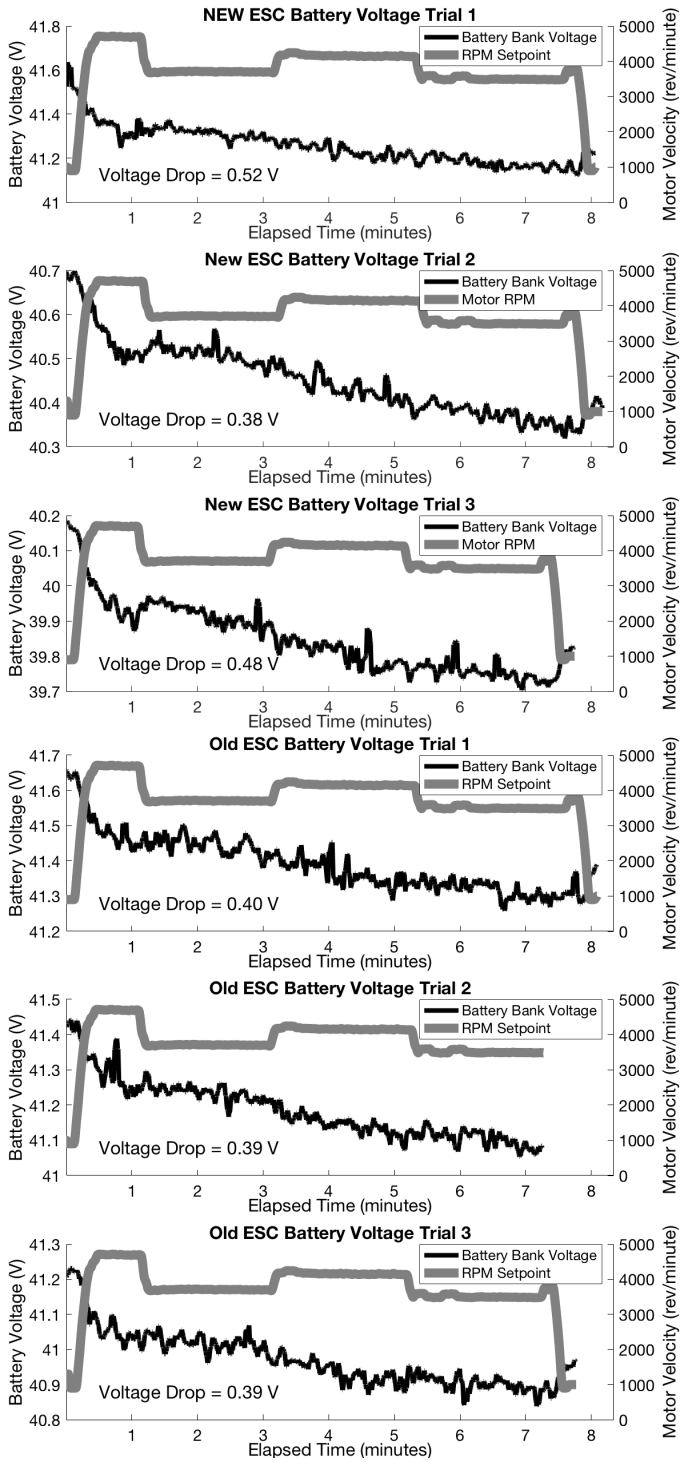 NEW ESC Battery Voltage Trial 1
Battery Voltage (V)
41.8
41.6
41.4
41.2
41
Battery Bank Voltage
RPM Setpoint
Voltage Drop = 0.52 V
5000
4000
3000
2000
1000
0
Motor Velocity (rev/minute)
1 2 3 4 5 6 7 8
Elapsed Time (minutes)
New ESC Battery Voltage Trial 2
Battery Voltage (V)
40.7
40.6
40.5
40.4
40.3
Battery Bank Voltage
Motor RPM
Voltage Drop = 0.38 V
5000
4000
3000
2000
1000
0
Motor Velocity (rev/minute)
1 2 3 4 5 6 7 8
Elapsed Time (minutes)
New ESC Battery Voltage Trial 3
Battery Voltage (V)
40.2
40.1
40
39.9
39.8
39.7
Battery Bank Voltage
Motor RPM
Voltage Drop = 0.48 V
5000
4000
3000
2000
1000
0
Motor Velocity (rev/minute)
1 2 3 4 5 6 7 8
Elapsed Time (minutes)
Old ESC Battery Voltage Trial 1
Battery Voltage (V)
41.7
41.6
41.5
41.4
41.3
41.2
Battery Bank Voltage
RPM Setpoint
Voltage Drop = 0.40 V
5000
4000
3000
2000
1000
0
Motor Velocity (rev/minute)
1 2 3 4 5 6 7 8
Elapsed Time (minutes)
Old ESC Battery Voltage Trial 2
Battery Voltage (V)
41.5
41.4
41.3
41.2
41.1
41
Battery Bank Voltage
RPM Setpoint
Voltage Drop = 0.39 V
5000
4000
3000
2000
1000
0
Motor Velocity (rev/minute)
1 2 3 4 5 6 7 8
Elapsed Time (minutes)
Old ESC Battery Voltage Trial 3
Battery Voltage (V)
41.3
41.2
41.1
41
40.9
40.8
Battery Bank Voltage
RPM Setpoint
Voltage Drop = 0.39 V
5000
4000
3000
2000
1000
0
Motor Velocity (rev/minute)
1 2 3 4 5 6 7 8
Elapsed Time (minutes)